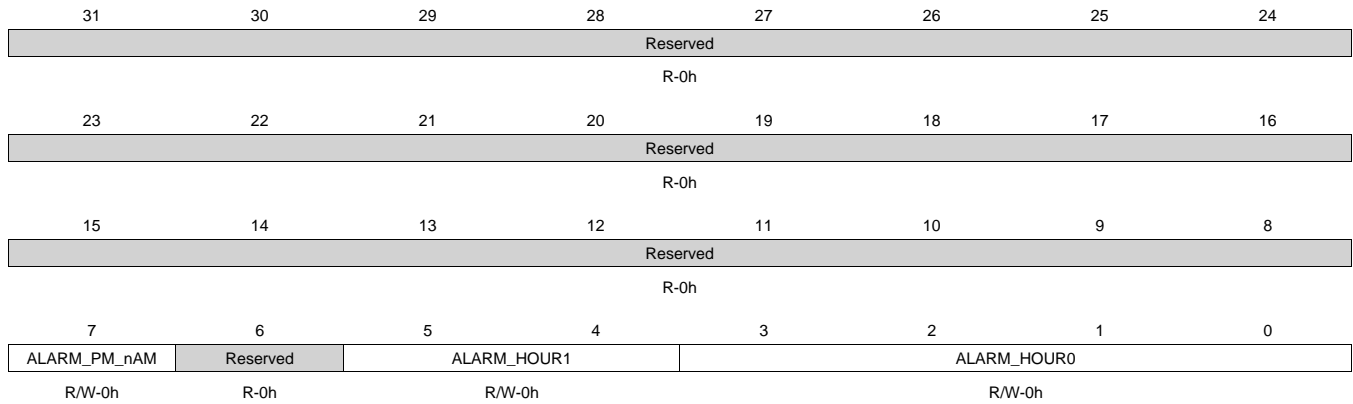 31 30 29 28 27 26 25 24
Reserved
R-0h
23 22 21 20 19 18 17 16
Reserved
R-0h
15 14 13 12 11 10 9 8
Reserved
R-0h
7 6 5 4 3 2 1 0
ALARM_PM_nAM Reserved ALARM_HOUR1 ALARM_HOUR0
R/W-0h R-0h R/W-0h R/W-0h